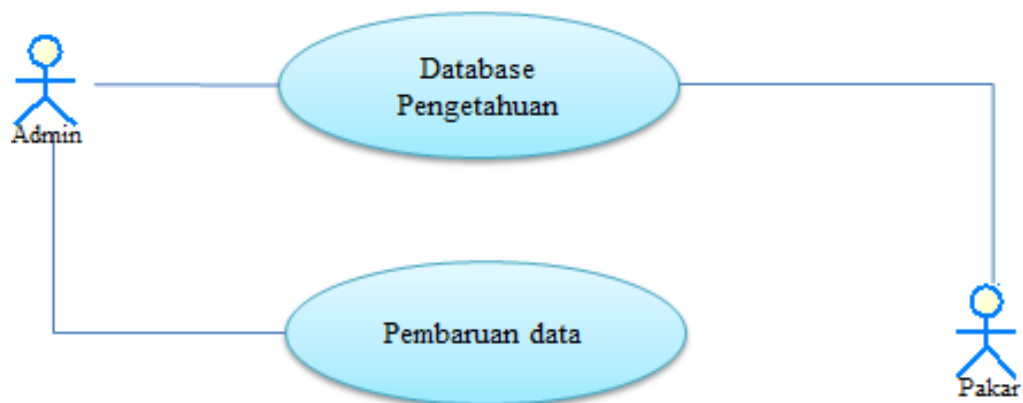 Database
Pengetahuan
Admin
Pembaruan data
Pakar